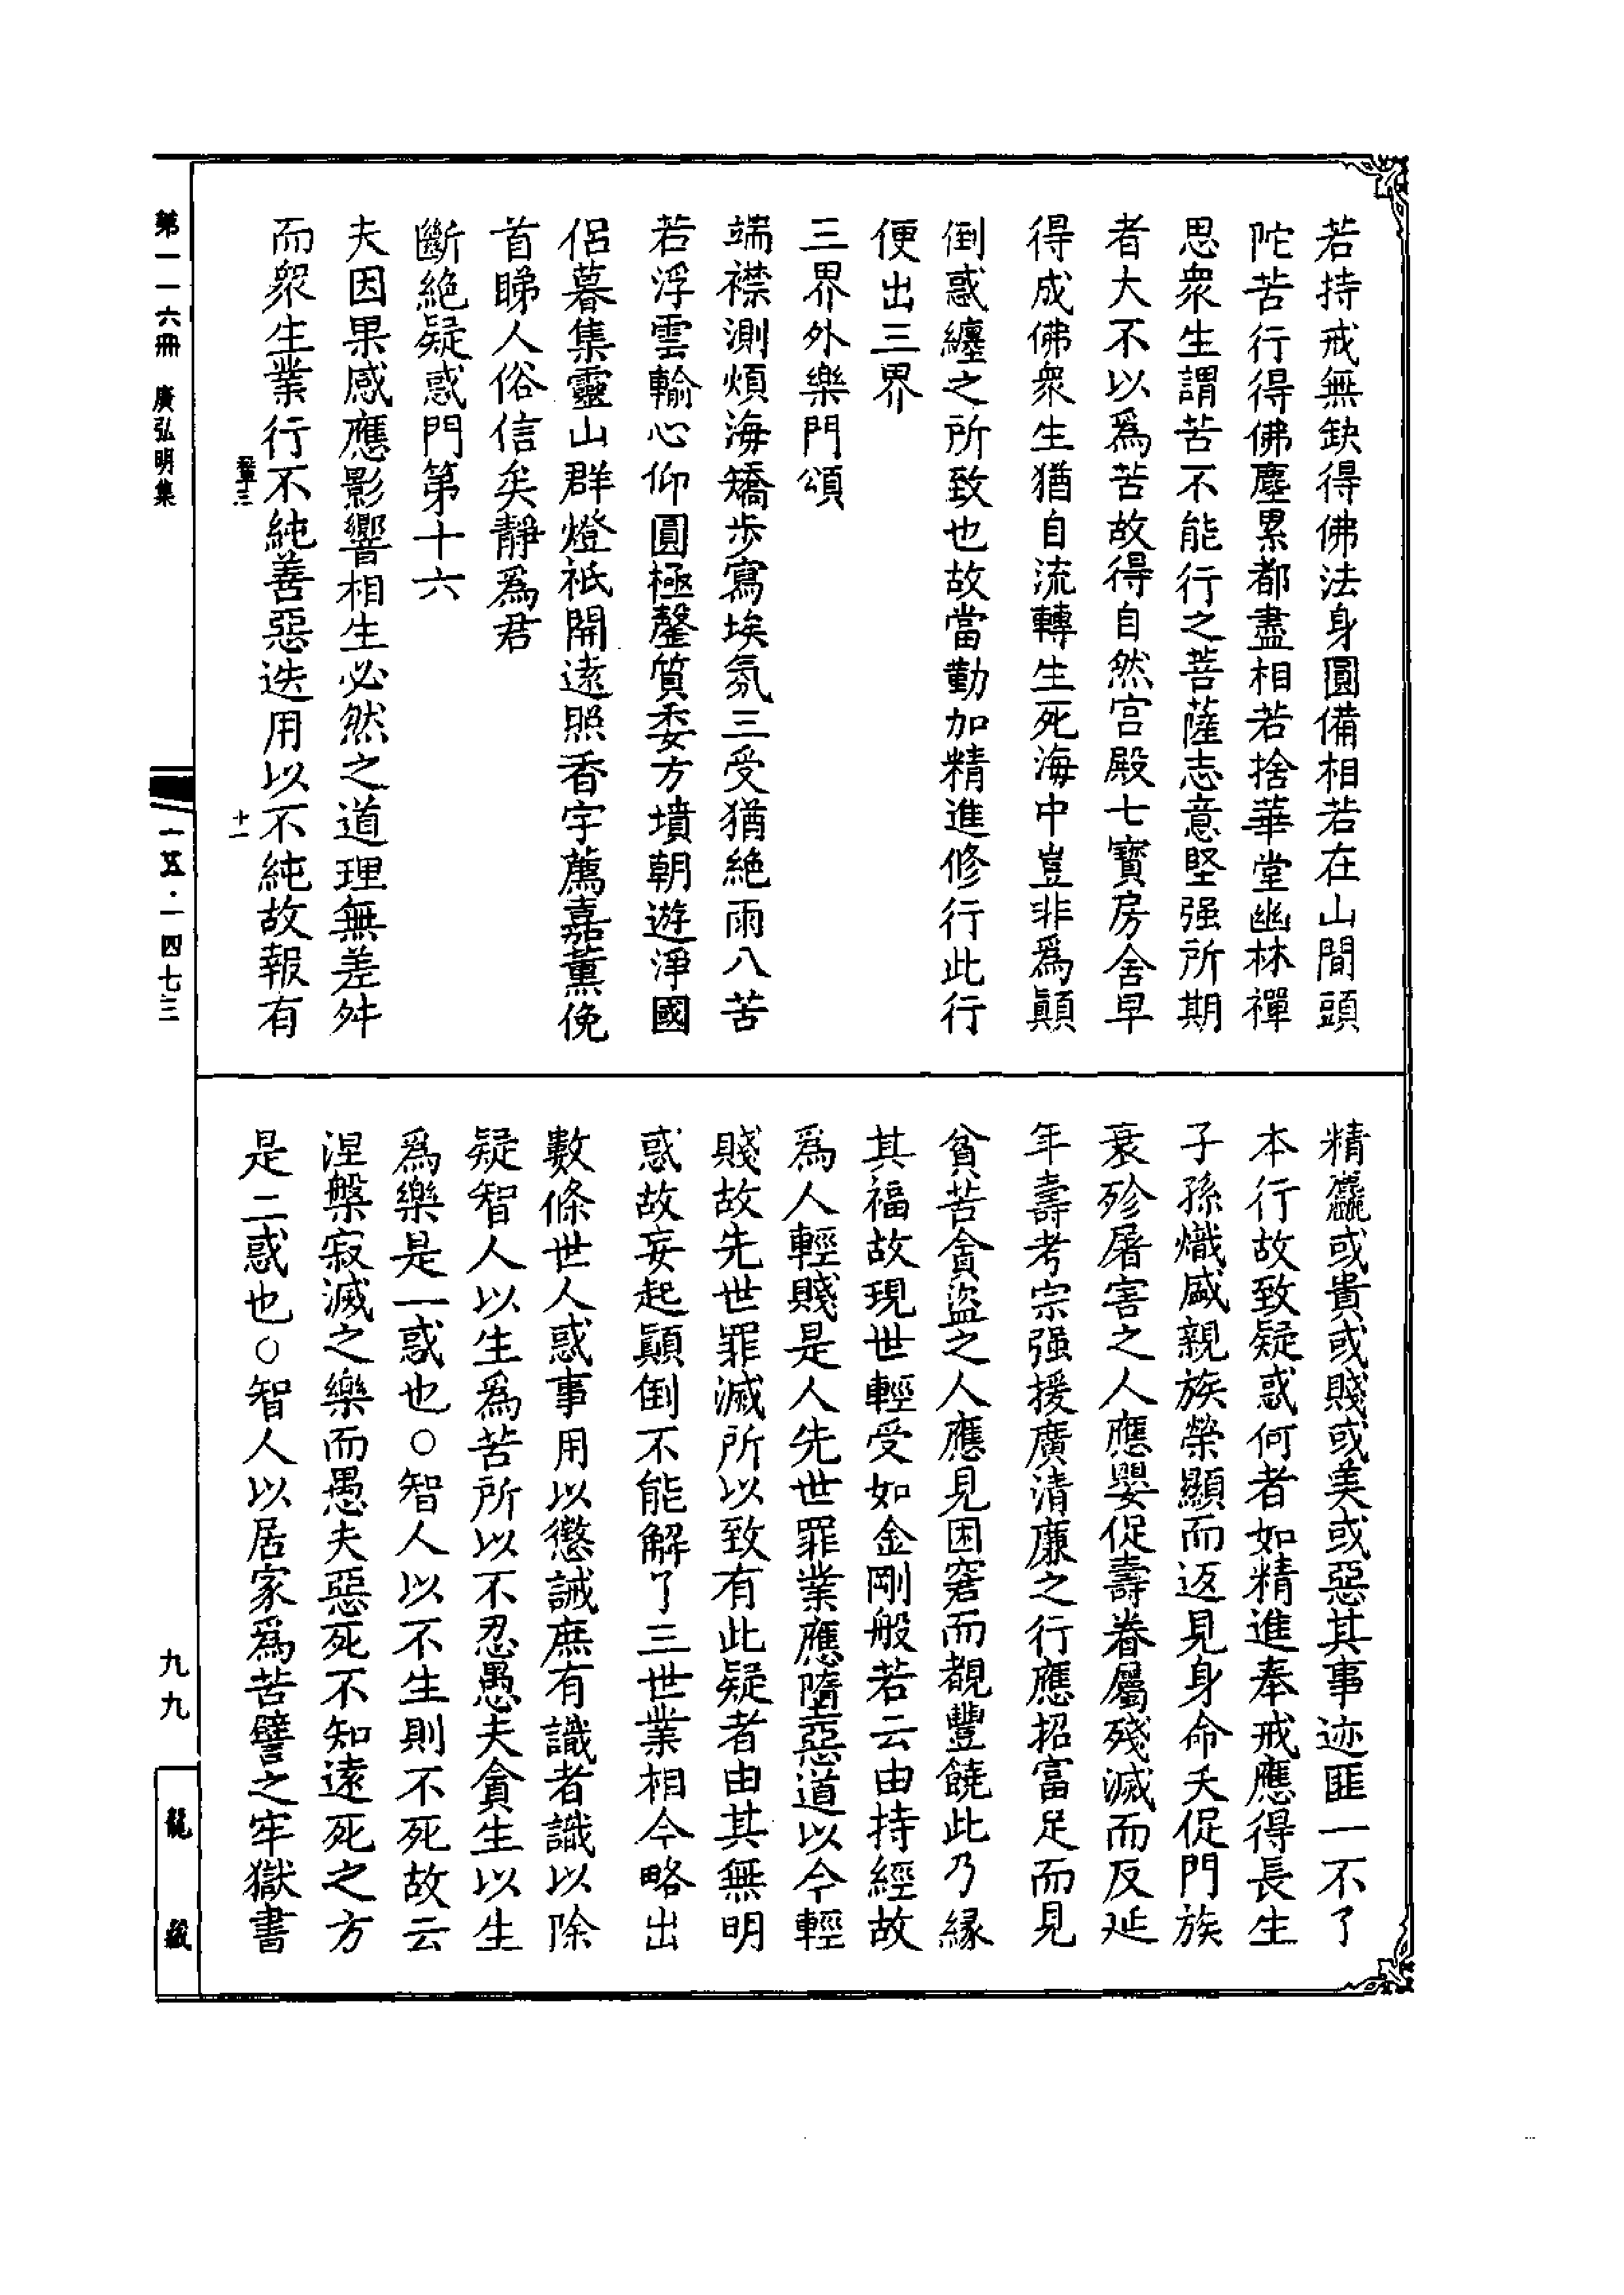 若持戒無缺得佛法身圓備相若在山間頭
陀苦行得佛塵累都盡相若捨華堂幽林禪
思衆生謂苦不能行之菩薩志意堅强所期
者大不以爲苦故得自然宫殿七寳房舍早
得成佛衆生猶自流轉生死海中豈非爲顛
倒惑纏之所致也故當勤加精進修行此行
便出三界
三界外樂門頌
端襟測煩海矯步寫埃氛三受猶絶雨八苦
若浮雲輸心仰圓極罄質委方墳朝遊淨國
侣暮集靈山群燈祇開遠照香字薦嘉薰俛
首睇人俗信矣靜爲君
斷絶疑惑門第十六
夫因果感應影響相生必然之道理無差舛
而衆生業行不純善惡迭用以不純故報有
十一
精麤或貴或賤或美或惡其事迹匪一不了
本行故致疑惑何者如精進奉戒應得長生
子孫熾盛親族榮顯而返見身命夭促門族
衰殄屠害之人應嬰促壽眷屬殘滅而反延
年壽考宗强援廣清廉之行應招富足而見
貧苦貪盜之人應見困窘而覩豐饒此乃縁
其福故現世輕受如金剛般若云由持經故
爲人輕賤是人先世罪業應墮惡道以今輕
賤故先世罪滅所以致有此疑者由其無明
惑故妄起顛倒不能解了三世業相今略出
數條世人惑事用以懲誡庶有識者識以除
疑智人以生爲苦所以不忍愚夫貪生以生
爲樂是一惑也○智人以不生則不死故云
涅槃寂滅之樂而愚夫惡死不知遠死之方
是二惑也○智人以居家爲苦譬之牢獄書
第一一六冊 廣弘明集
一五五·一四七三
九九
龍藏